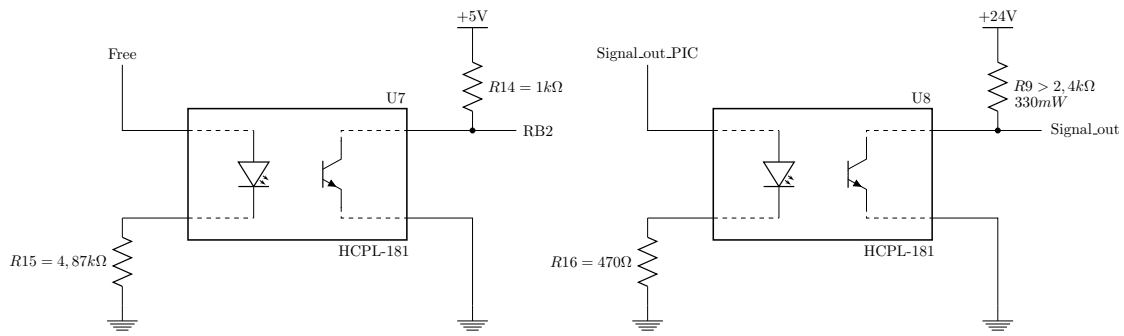 +5V
Free
R14 = 1kΩ
U7
RB2
HCPL-181
R15 = 4, 87kΩ
+24V
Signal_out_PIC
R9 > 2, 4kΩ
330mW
U8
Signal_out
HCPL-181
R16 = 470Ω